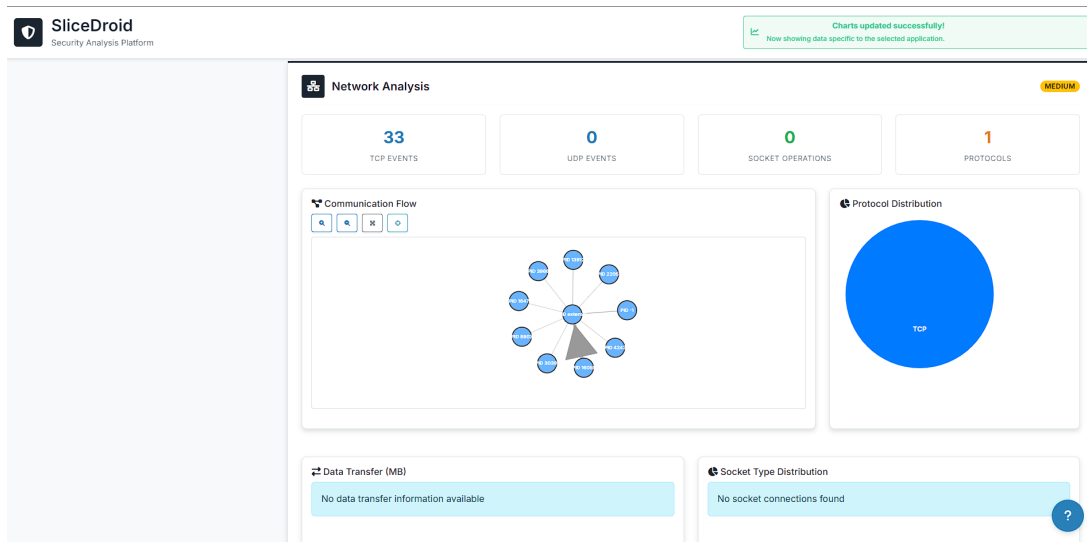 SliceDroid
Security Analysis Platform
Charts updated successfully!
Now showing data specific to the selected application.
Network Analysis
MEDIUM
33
TCP EVENTS
0
UDP EVENTS
0
SOCKET OPERATIONS
1
PROTOCOLS
Communication Flow
Protocol Distribution
PID -1
TCP
Data Transfer (MB)
No data transfer information available
Socket Type Distribution
No socket connections found
?